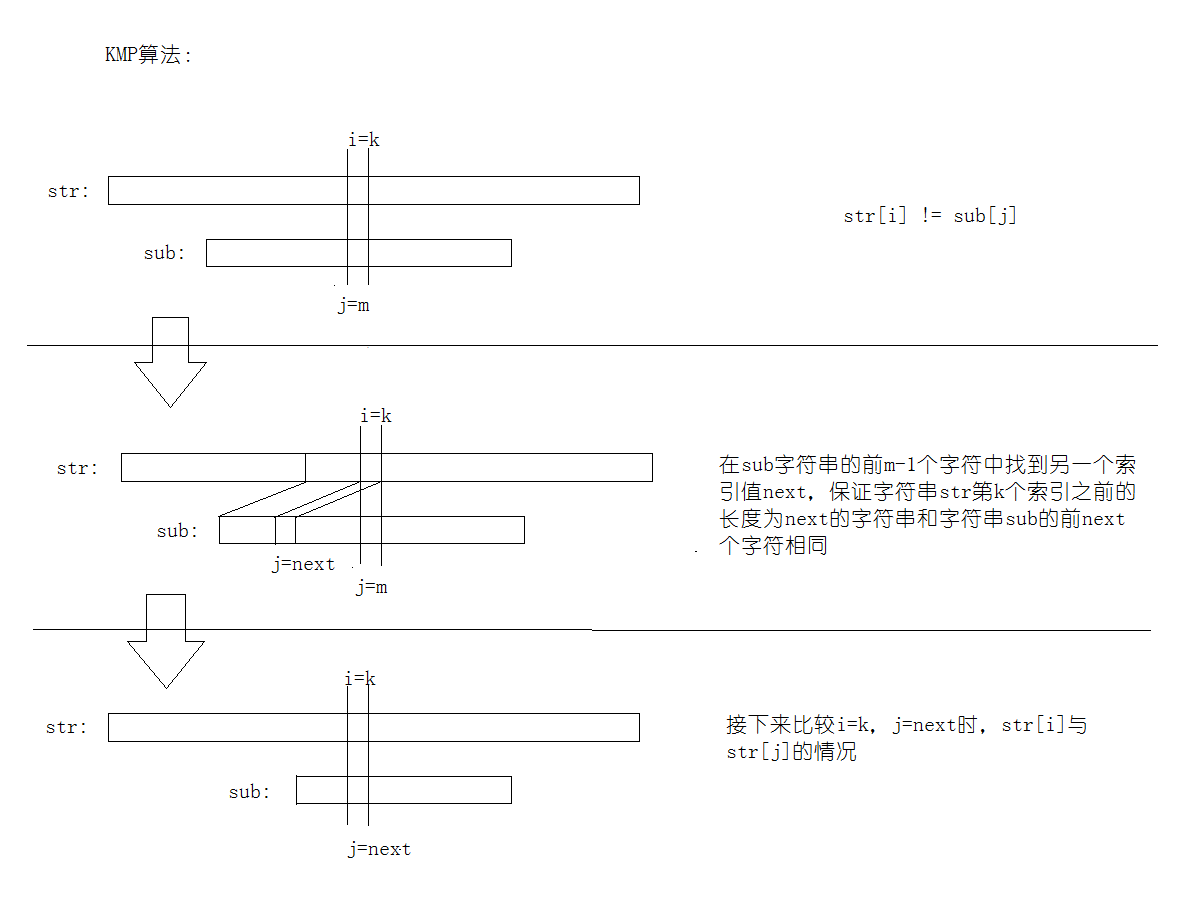 KMP算法:
i=k
str:
str[i] != sub[j]
sub:
j=m
i=k
str:
在sub字符串的前m-1个字符中找到另一个索
引值next，保证字符串str第k个索引之前的
长度为next的字符串和字符串sub的前next
个字符相同
sub:
j=next
j=m
i=k
str:
接下来比较i=k，j=next时，str[i]与
str[j]的情况
sub:
j=next